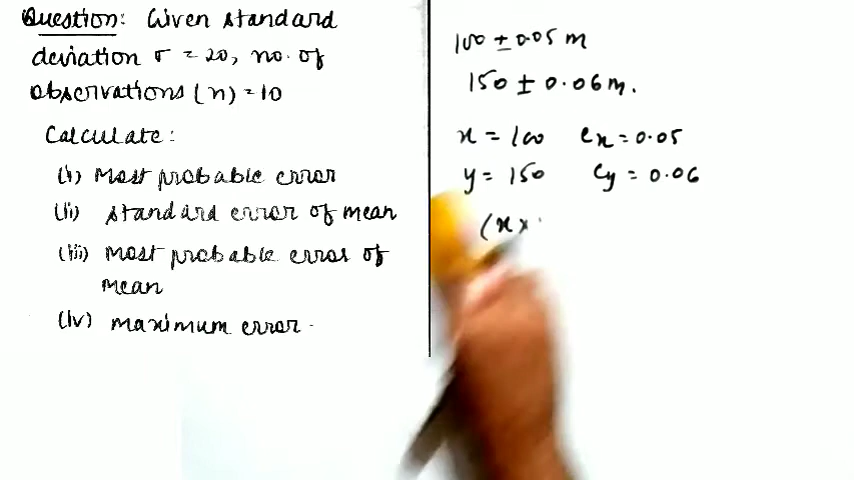 Question: Given standard
deviation σ = 20, no. of
observations (n) = 10
Calculate:
(i) Most probable error
(ii) standard error of mean
(iii) most probable error of
mean
(iv) maximum error.
100 ± 0.05 m
150 ± 0.06 m.
x = 100 ex = 0.05
y = 150 ey = 0.06
(x x